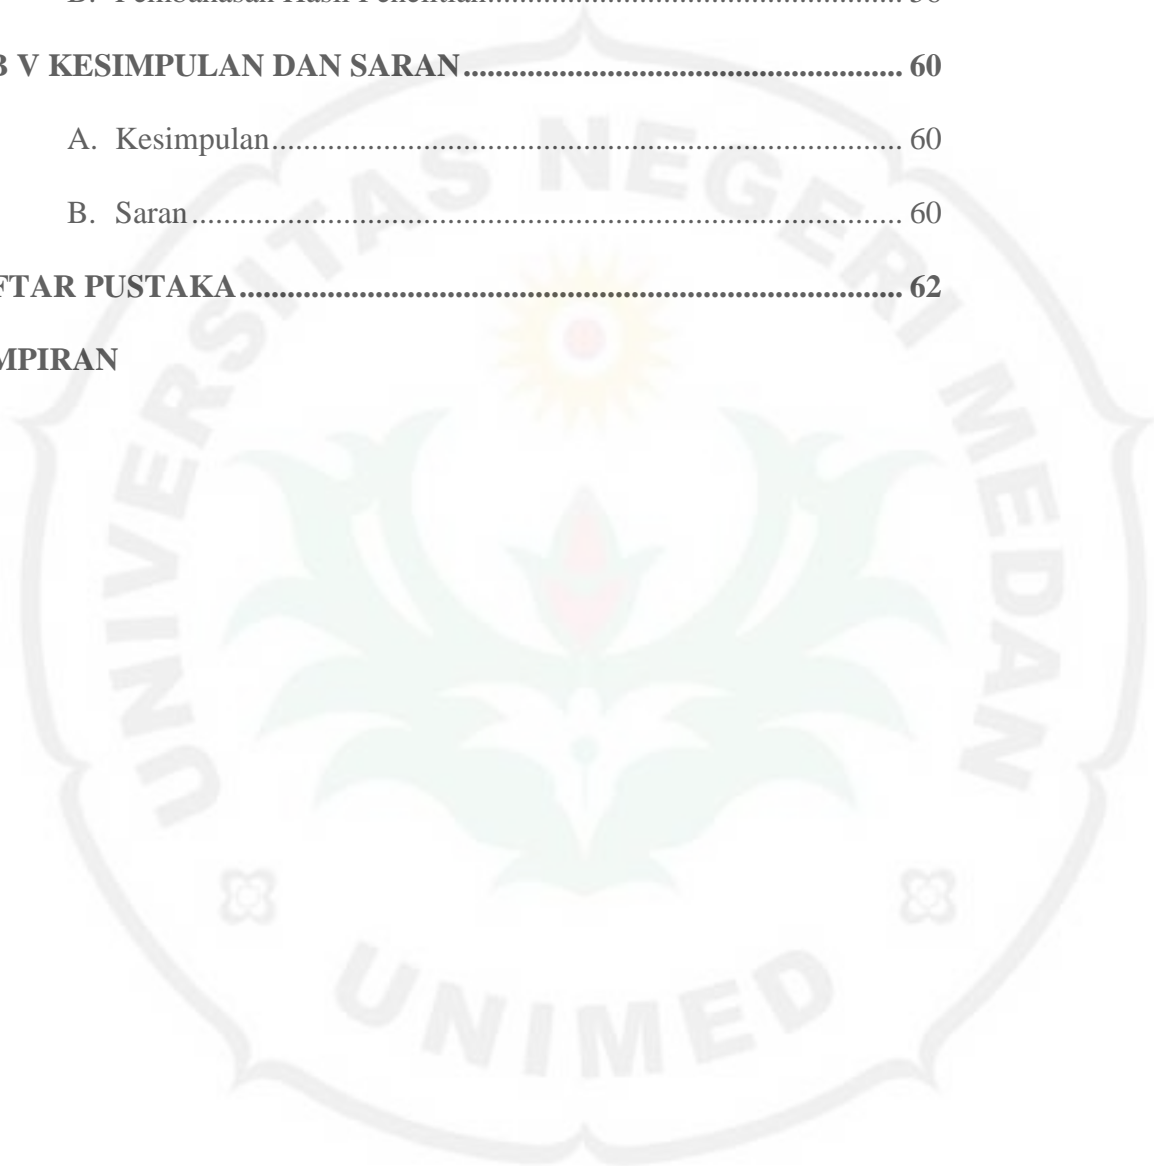 B V KESIMPULAN DAN SARAN........................................................ 60
A. Kesimpulan................................................................................. 60
B. Saran........................................................................................... 60
FTAR PUSTAKA..................................................................................... 62
MPIRAN
UNIVERSITAS NEGERI MEDAN
UNIMED